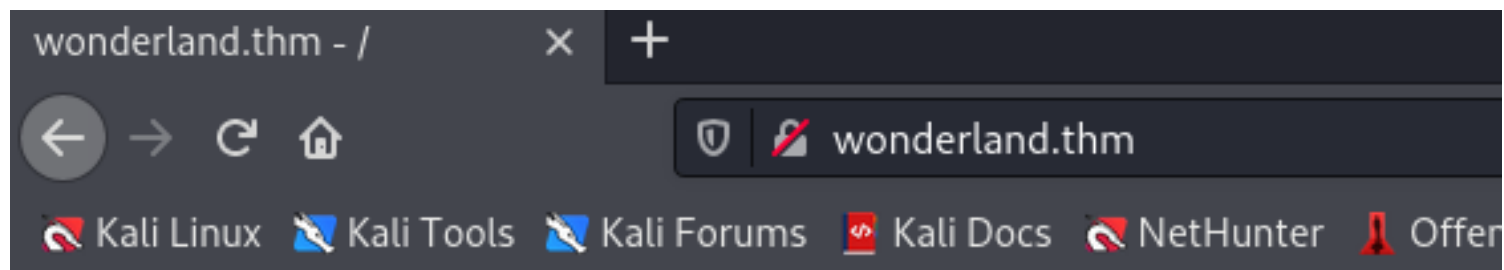 wonderland.thm - /
wonderland.thm
Kali Linux Kali Tools Kali Forums Kali Docs NetHunter